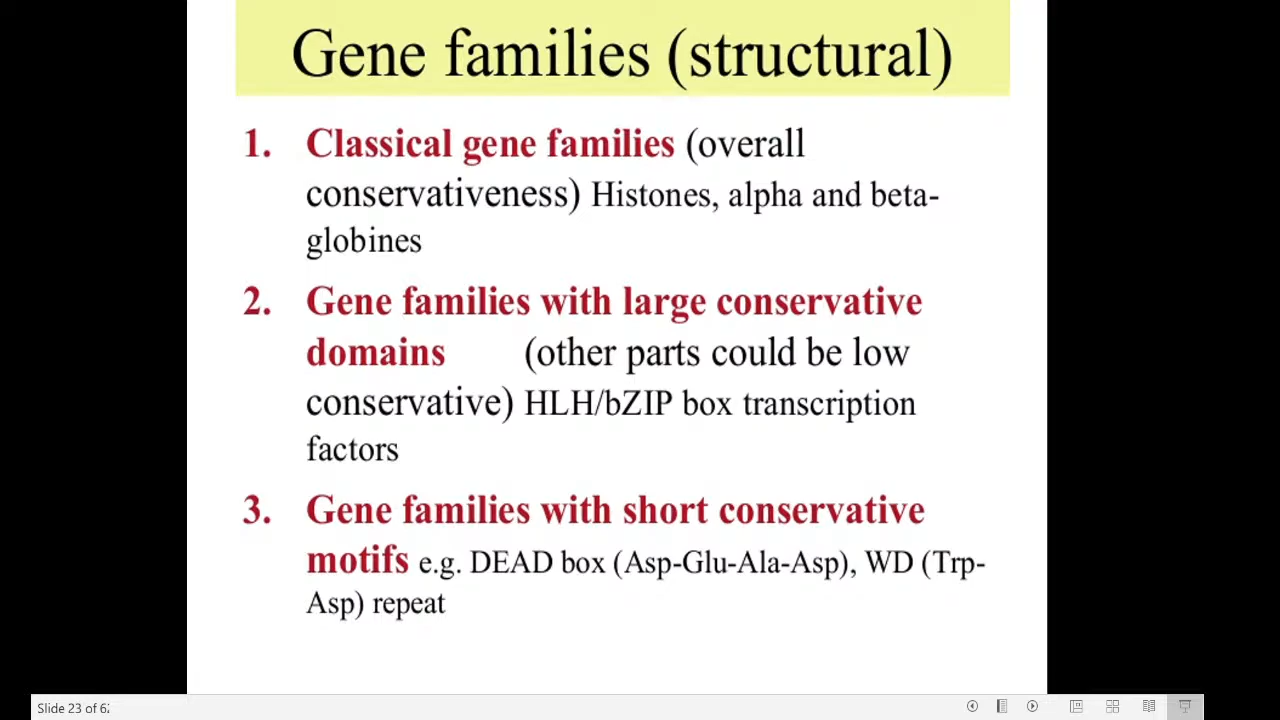 Gene families (structural)
1. Classical gene families (overall
conservativeness) Histones, alpha and beta-
globines
2. Gene families with large conservative
domains (other parts could be low
conservative) HLH/bZIP box transcription
factors
3. Gene families with short conservative
motifs e.g. DEAD box (Asp-Glu-Ala-Asp), WD (Trp-
Asp) repeat
Slide 23 of